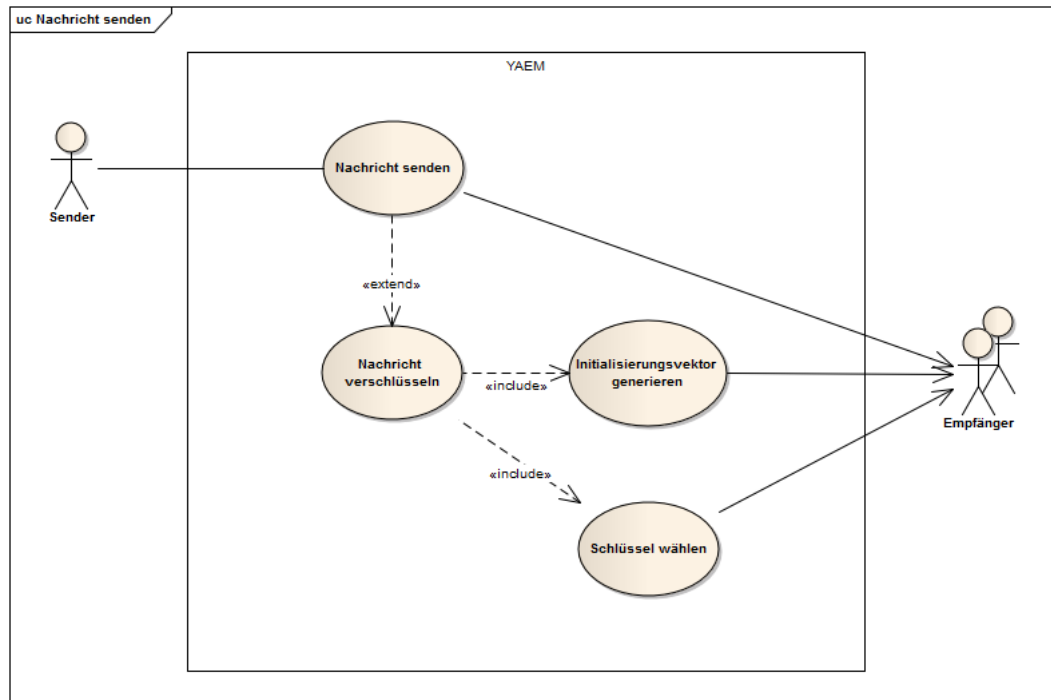 uc Nachricht senden
YAEM
Nachricht senden
Sender
«extend»
Nachricht
verschlüsseln
«include»
Initialisierungsvektor
generieren
Empfänger
«include»
Schlüssel wählen